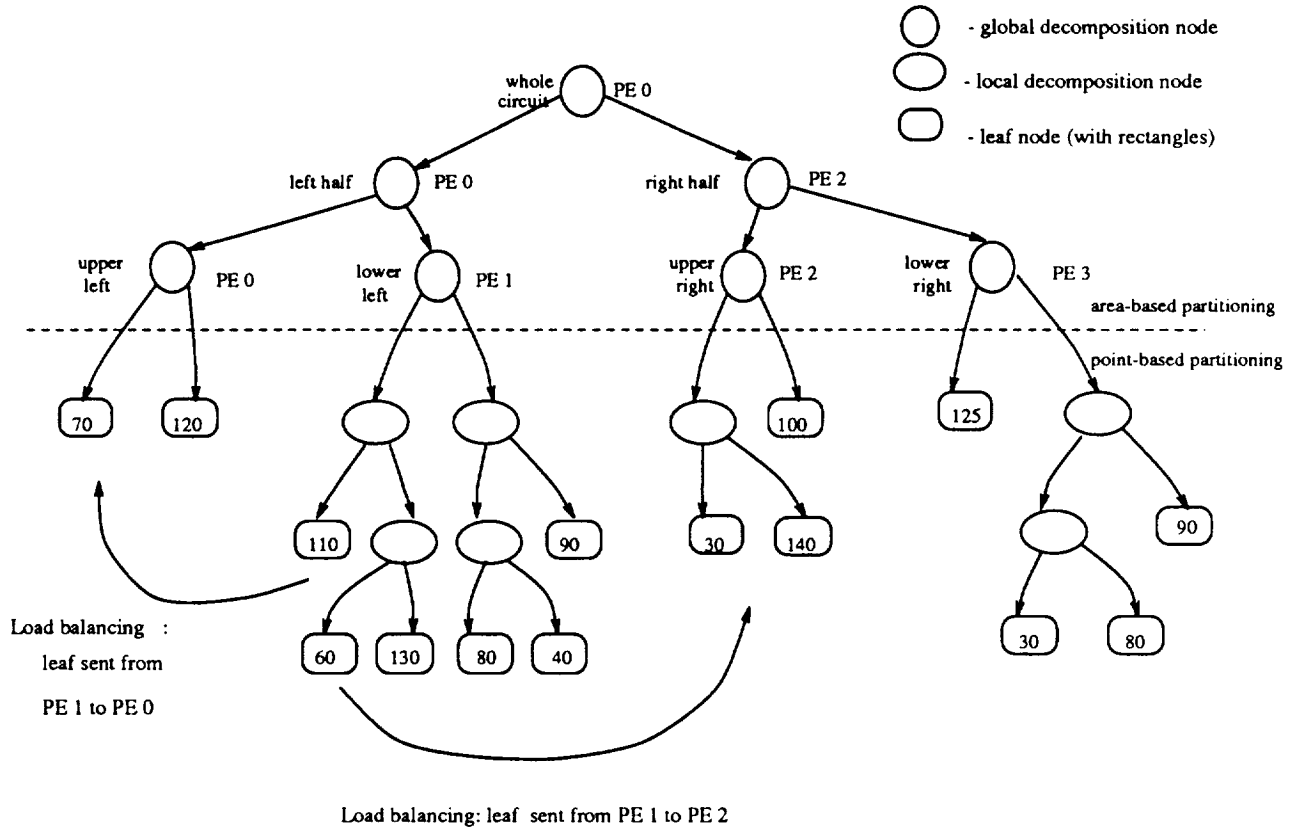 - global decomposition node
- local decomposition node
- leaf node (with rectangles)
whole
circuit
PE 0
left half
PE 0
right half
PE 2
upper
left
PE 0
lower
left
PE 1
upper
right
PE 2
lower
right
PE 3
area-based partitioning
point-based partitioning
70
120
100
125
110
90
30
140
90
60
130
80
40
30
80
Load balancing :
leaf sent from
PE 1 to PE 0
Load balancing: leaf sent from PE 1 to PE 2